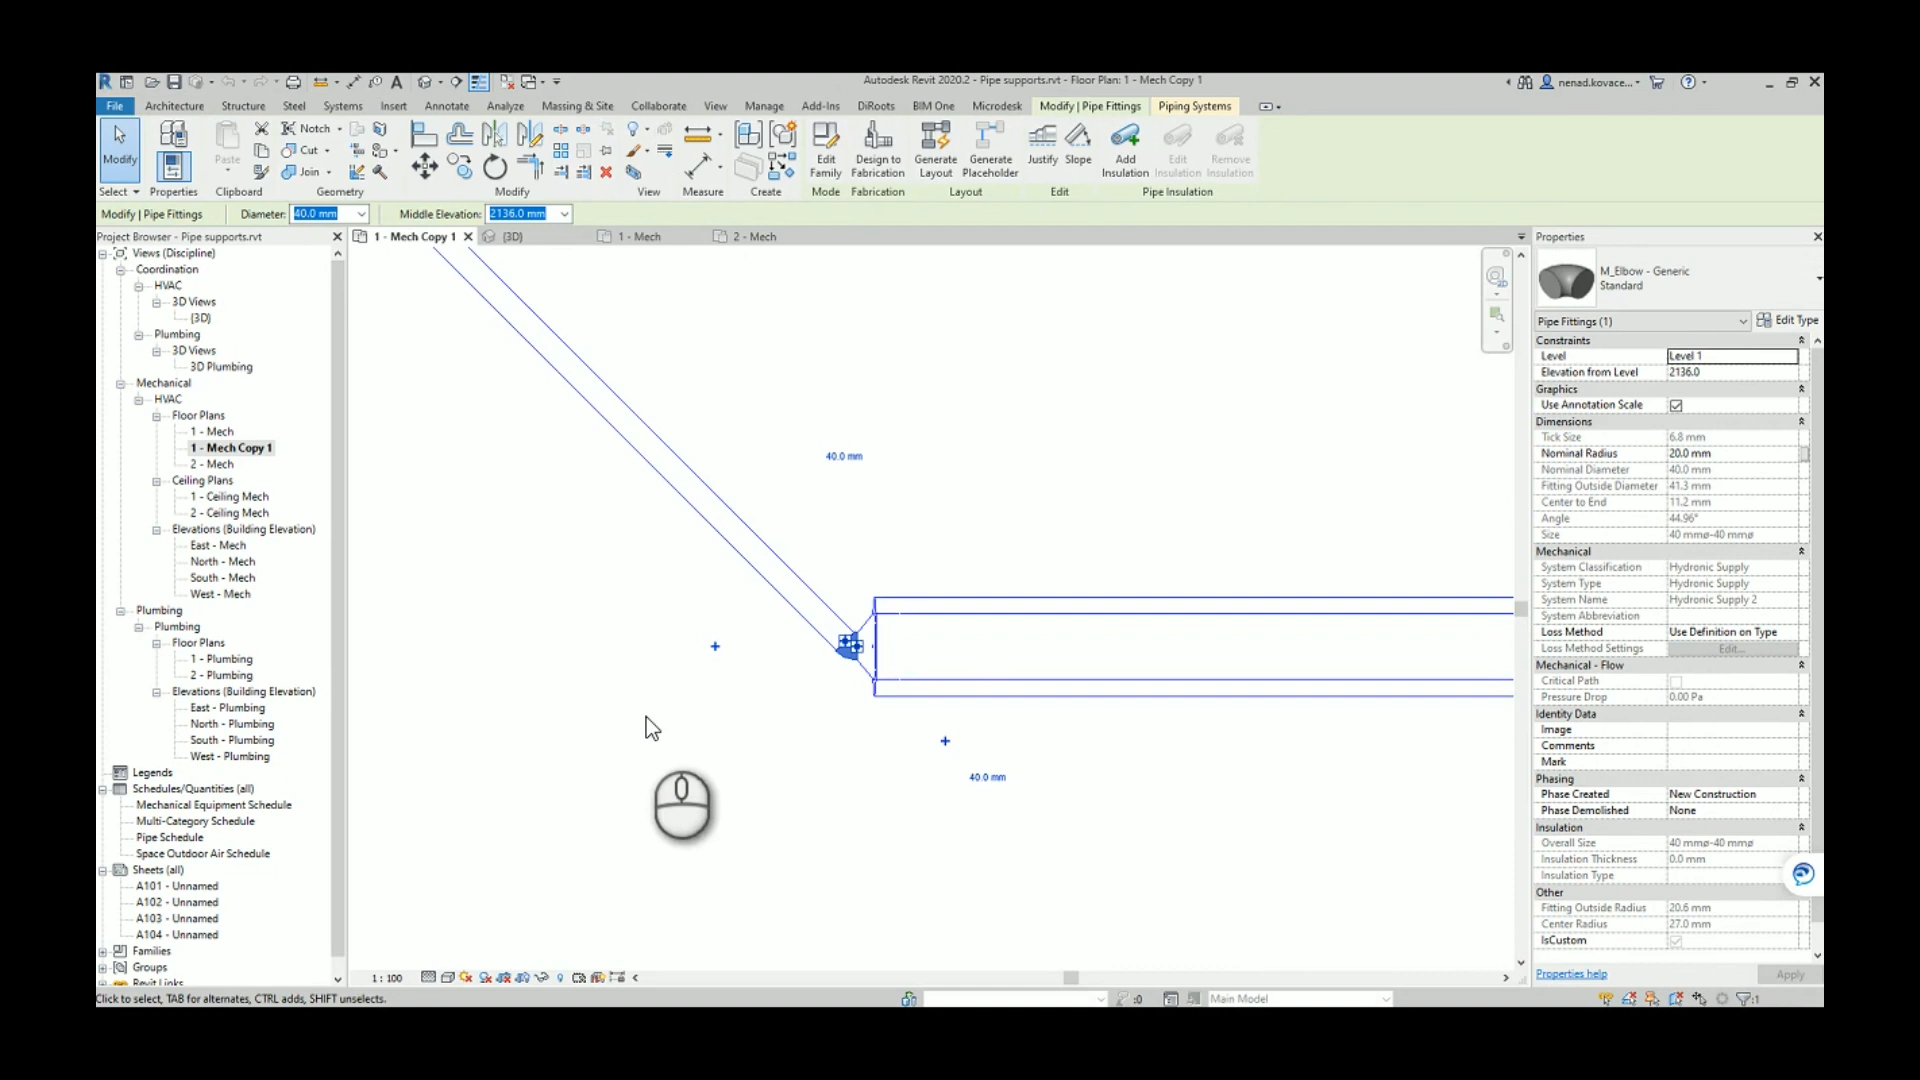 Autodesk Revit 2020.2 - Pipe supports.rvt - Floor Plan: 1 - Mech Copy 1
nenad.kovace...
File Architecture Structure Steel Systems Insert Annotate Analyze Massing & Site Collaborate View Manage Add-Ins DiRoots BIM One Microdesk Modify | Pipe Fittings Piping Systems
Modify
Paste
Notch
Cut
Join
Edit Family
Design to Fabrication
Generate Layout
Generate Placeholder
Justify
Slope
Add Insulation
Edit Insulation
Remove Insulation
Select Properties Clipboard Geometry Modify View Measure Create Mode Fabrication Layout Edit Pipe Insulation
Modify | Pipe Fittings Diameter: 40.0 mm Middle Elevation: 2136.0 mm
Project Browser - Pipe supports.rvt
Views (Discipline)
Coordination
HVAC
3D Views
{3D}
Plumbing
3D Views
3D Plumbing
Mechanical
HVAC
Floor Plans
1 - Mech
1 - Mech Copy 1
2 - Mech
Ceiling Plans
1 - Ceiling Mech
2 - Ceiling Mech
Elevations (Building Elevation)
East - Mech
North - Mech
South - Mech
West - Mech
Plumbing
Plumbing
Floor Plans
1 - Plumbing
2 - Plumbing
Elevations (Building Elevation)
East - Plumbing
North - Plumbing
South - Plumbing
West - Plumbing
Legends
Schedules/Quantities (all)
Mechanical Equipment Schedule
Multi-Category Schedule
Pipe Schedule
Space Outdoor Air Schedule
Sheets (all)
A101 - Unnamed
A102 - Unnamed
A103 - Unnamed
A104 - Unnamed
Families
Groups
Revit Links
1 - Mech Copy 1 {3D} 1 - Mech 2 - Mech
40.0 mm
40.0 mm
1 : 100
Properties
M_Elbow - Generic
Standard
Pipe Fittings (1) Edit Type
Constraints
Level Level 1
Elevation from Level 2136.0
Graphics
Use Annotation Scale
Dimensions
Tick Size 6.8 mm
Nominal Radius 20.0 mm
Nominal Diameter 40.0 mm
Fitting Outside Diameter 41.3 mm
Center to End 11.2 mm
Angle 44.96°
Size 40 mmø-40 mmø
Mechanical
System Classification Hydronic Supply
System Type Hydronic Supply
System Name Hydronic Supply 2
System Abbreviation
Loss Method Use Definition on Type
Loss Method Settings Edit...
Mechanical - Flow
Critical Path
Pressure Drop 0.00 Pa
Identity Data
Image
Comments
Mark
Phasing
Phase Created New Construction
Phase Demolished None
Insulation
Overall Size 40 mmø-40 mmø
Insulation Thickness 0.0 mm
Insulation Type
Other
Fitting Outside Radius 20.6 mm
Center Radius 27.0 mm
IsCustom
Properties help Apply
Click to select, TAB for alternates, CTRL adds, SHIFT unselects.
:0
Main Model
:1